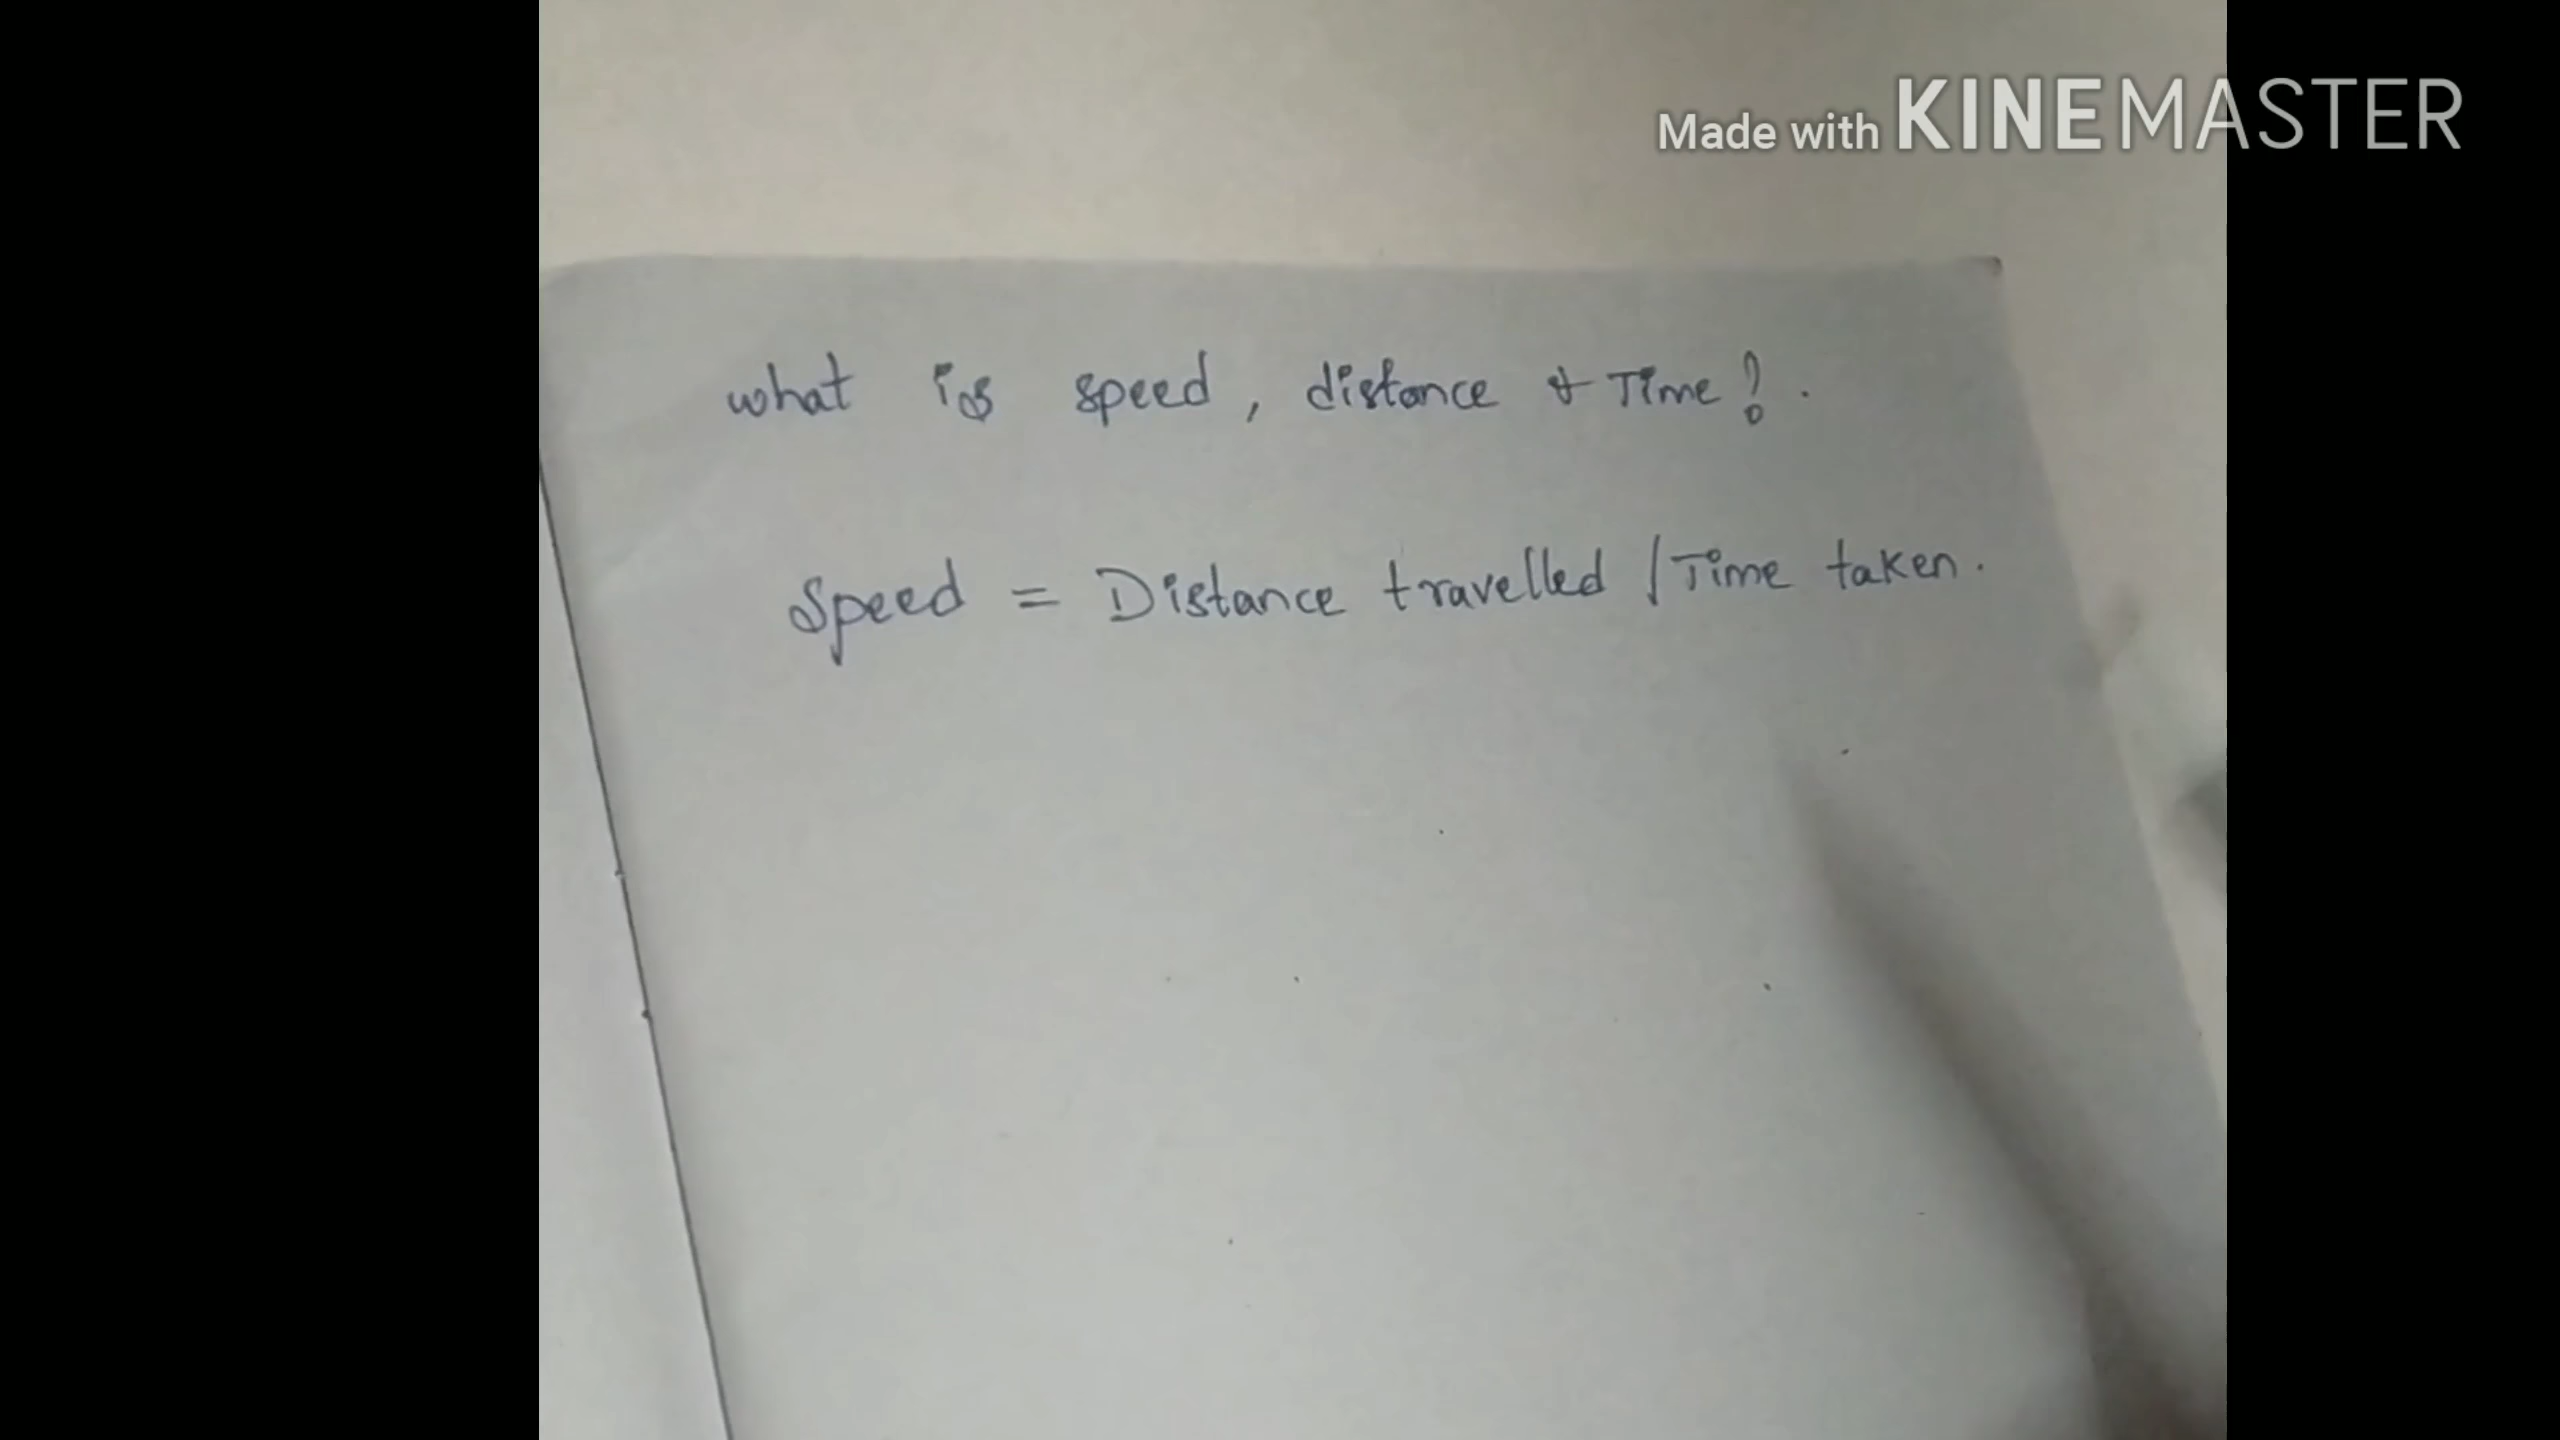 Made with KINEMASTER
what is speed, distance & Time?.
Speed = Distance travelled /Time taken.